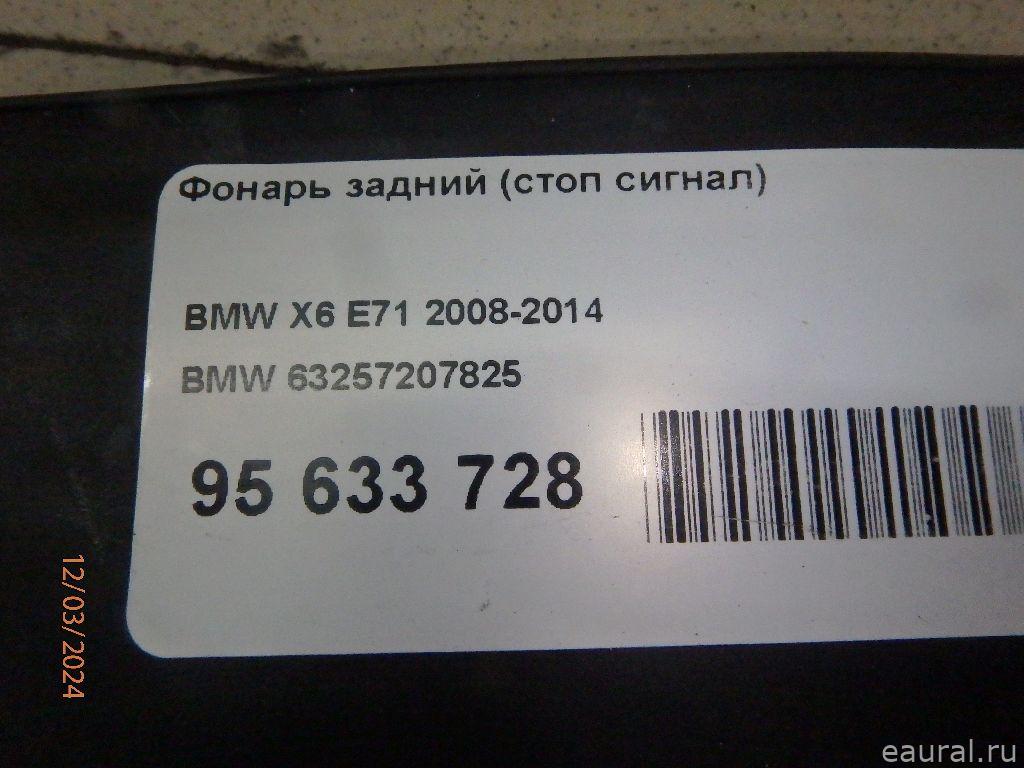 Фонарь задний (стоп сигнал)
BMW X6 E71 2008-2014
BMW 63257207825
95 633 728
12/03/2024
eaural.ru